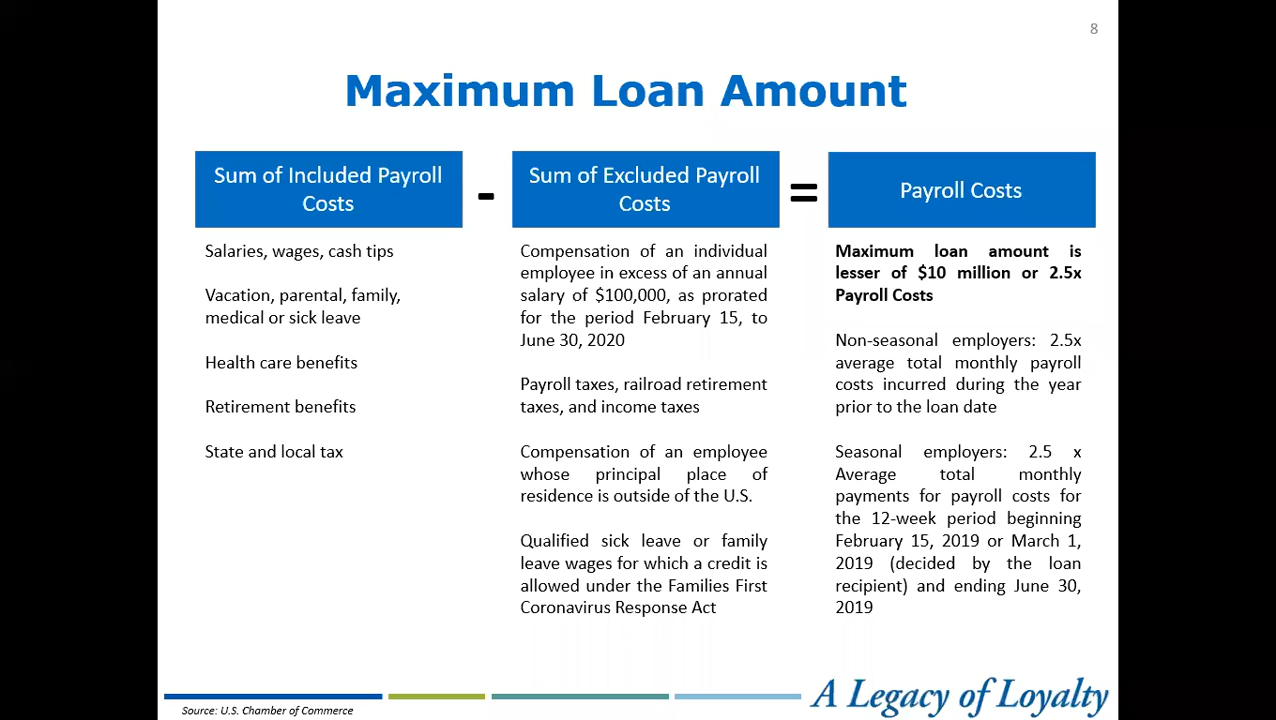 8
Maximum Loan Amount
Sum of Included Payroll
Costs
-
Sum of Excluded Payroll
Costs
=
Payroll Costs
Salaries, wages, cash tips
Vacation, parental, family,
medical or sick leave
Health care benefits
Retirement benefits
State and local tax
Compensation of an individual
employee in excess of an annual
salary of $100,000, as prorated
for the period February 15, to
June 30, 2020
Payroll taxes, railroad retirement
taxes, and income taxes
Compensation of an employee
whose principal place of
residence is outside of the U.S.
Qualified sick leave or family
leave wages for which a credit is
allowed under the Families First
Coronavirus Response Act
Maximum loan amount is
lesser of $10 million or 2.5x
Payroll Costs
Non-seasonal employers: 2.5x
average total monthly payroll
costs incurred during the year
prior to the loan date
Seasonal employers: 2.5 x
Average total monthly
payments for payroll costs for
the 12-week period beginning
February 15, 2019 or March 1,
2019 (decided by the loan
recipient) and ending June 30,
2019
Source: U.S. Chamber of Commerce
A Legacy of Loyalty